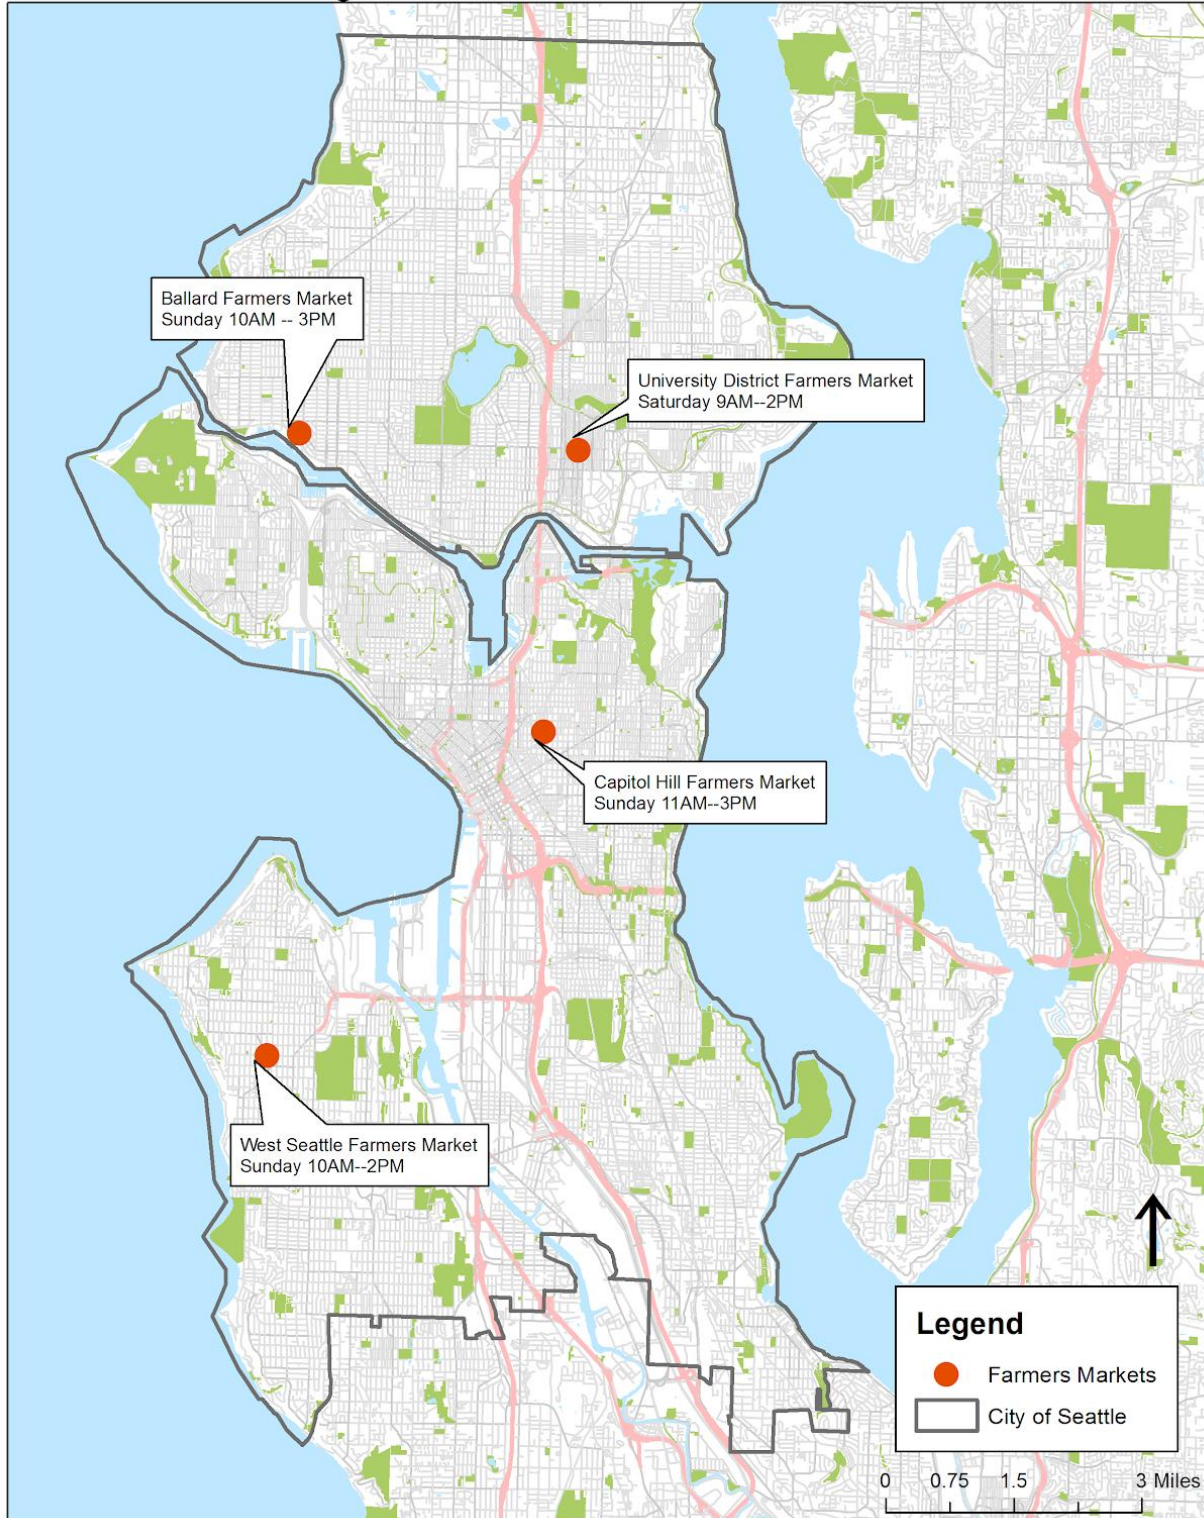 Ballard Farmers Market
Sunday 10AM -- 3PM
University District Farmers Market
Saturday 9AM--2PM
Capitol Hill Farmers Market
Sunday 11AM--3PM
West Seattle Farmers Market
Sunday 10AM--2PM
Legend
Farmers Markets
City of Seattle
0 0.75 1.5 3 Miles